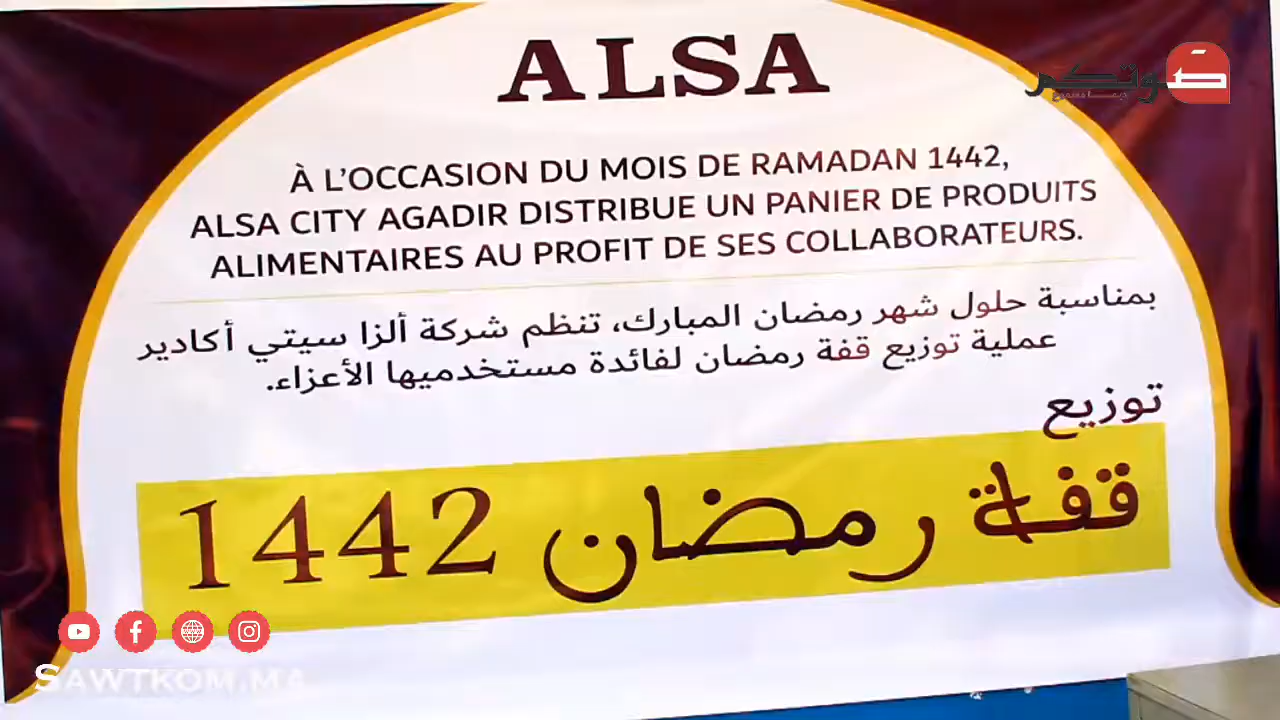 ALSA
صوتكم
À L'OCCASION DU MOIS DE RAMADAN 1442,
ALSA CITY AGADIR DISTRIBUE UN PANIER DE PRODUITS
ALIMENTAIRES AU PROFIT DE SES COLLABORATEURS.
بمناسبة حلول شهر رمضان المبارك، تنظم شركة ألزا سيتي أكادير
عملية توزيع قفة رمضان لفائدة مستخدميها الأعزاء.
توزيع
قفة رمضان 1442
SAWTKOM.MA